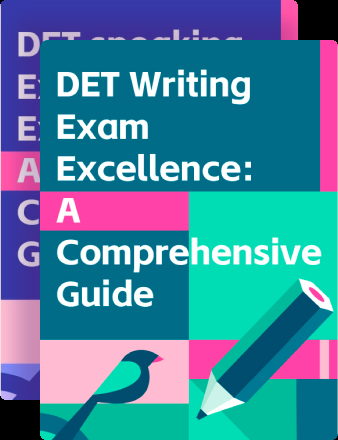 DET speaking
DET Writing
Exam
Excellence:
A
Comprehensive
Guide
A